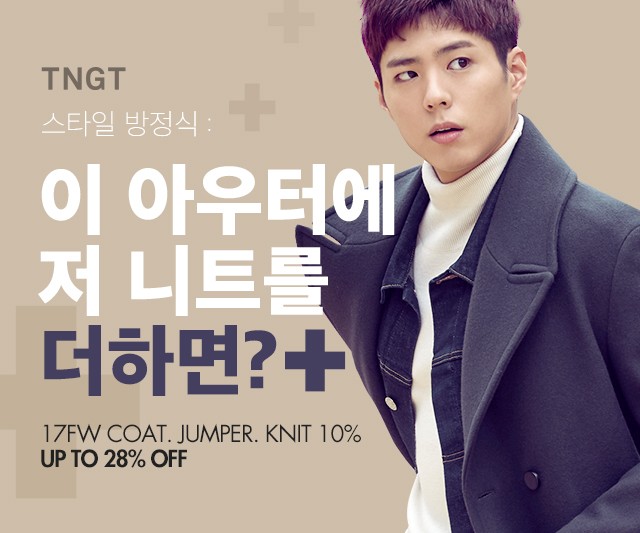 TNGT
스타일 방정식 :
이 아우터에
저 니트를
더하면?+
17FW COAT. JUMPER. KNIT 10%
UP TO 28% OFF